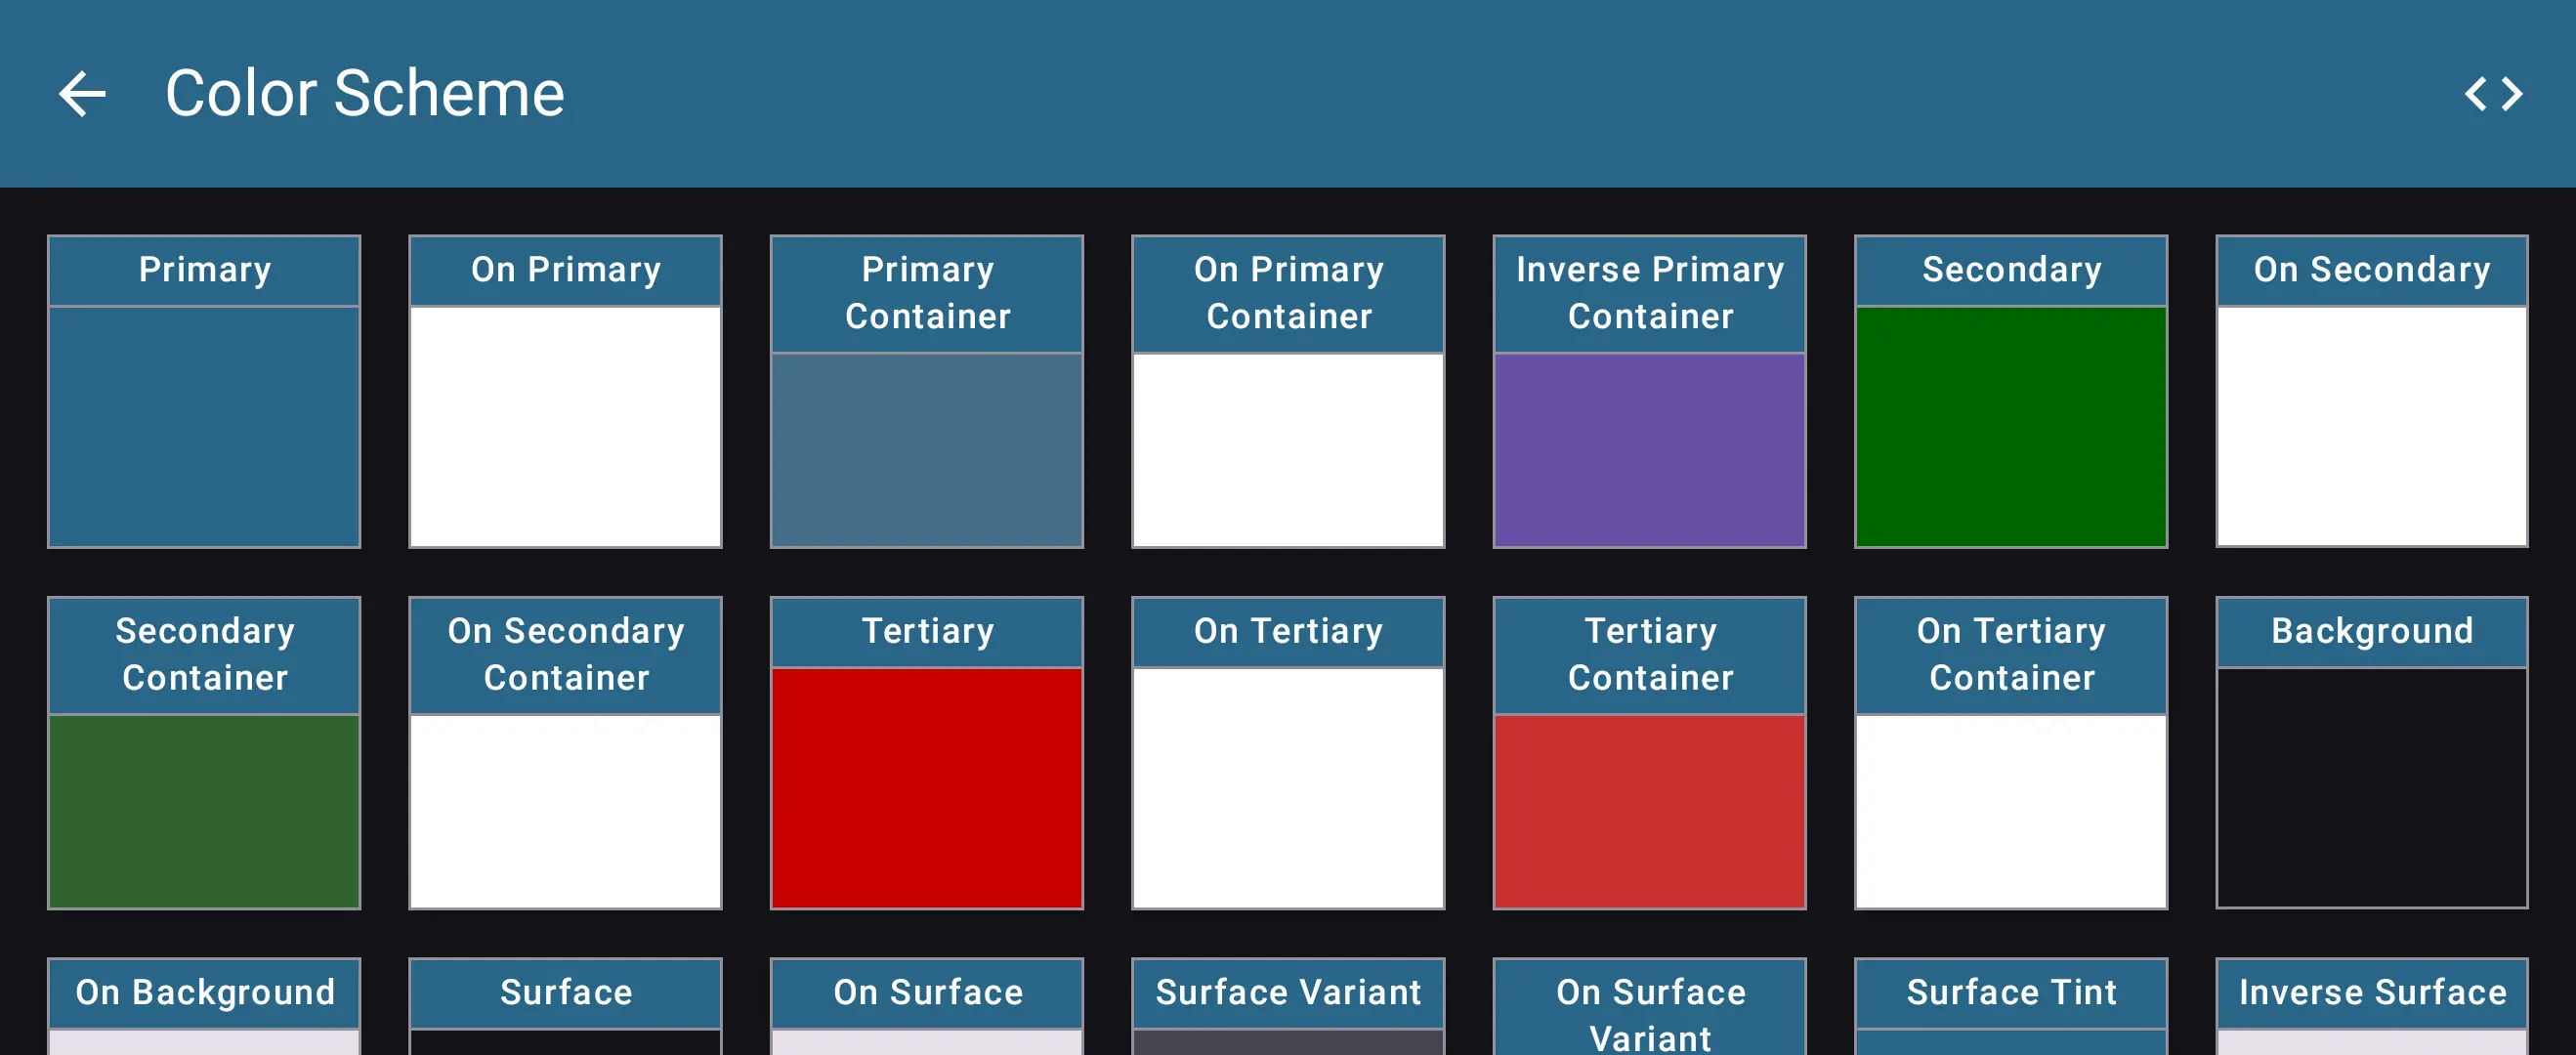 Color Scheme
Primary
On Primary
Primary
Container
On Primary
Container
Inverse Primary
Container
Secondary
On Secondary
Secondary
Container
On Secondary
Container
Tertiary
On Tertiary
Tertiary
Container
On Tertiary
Container
Background
On Background
Surface
On Surface
Surface Variant
On Surface
Variant
Surface Tint
Inverse Surface